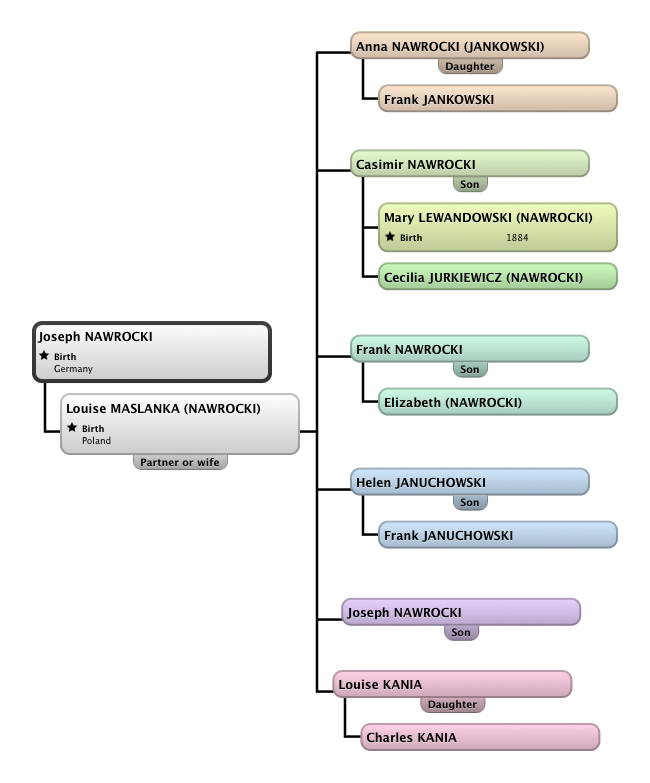 Anna NAWROCKI (JANKOWSKI)
Daughter
Frank JANKOWSKI
Casimir NAWROCKI
Son
Mary LEWANDOWSKI (NAWROCKI)
Birth 1884
Cecilia JURKIEWICZ (NAWROCKI)
Joseph NAWROCKI
Birth
Germany
Louise MASLANKA (NAWROCKI)
Birth
Poland
Partner or wife
Frank NAWROCKI
Son
Elizabeth (NAWROCKI)
Helen JANUCHOWSKI
Son
Frank JANUCHOWSKI
Joseph NAWROCKI
Son
Louise KANIA
Daughter
Charles KANIA